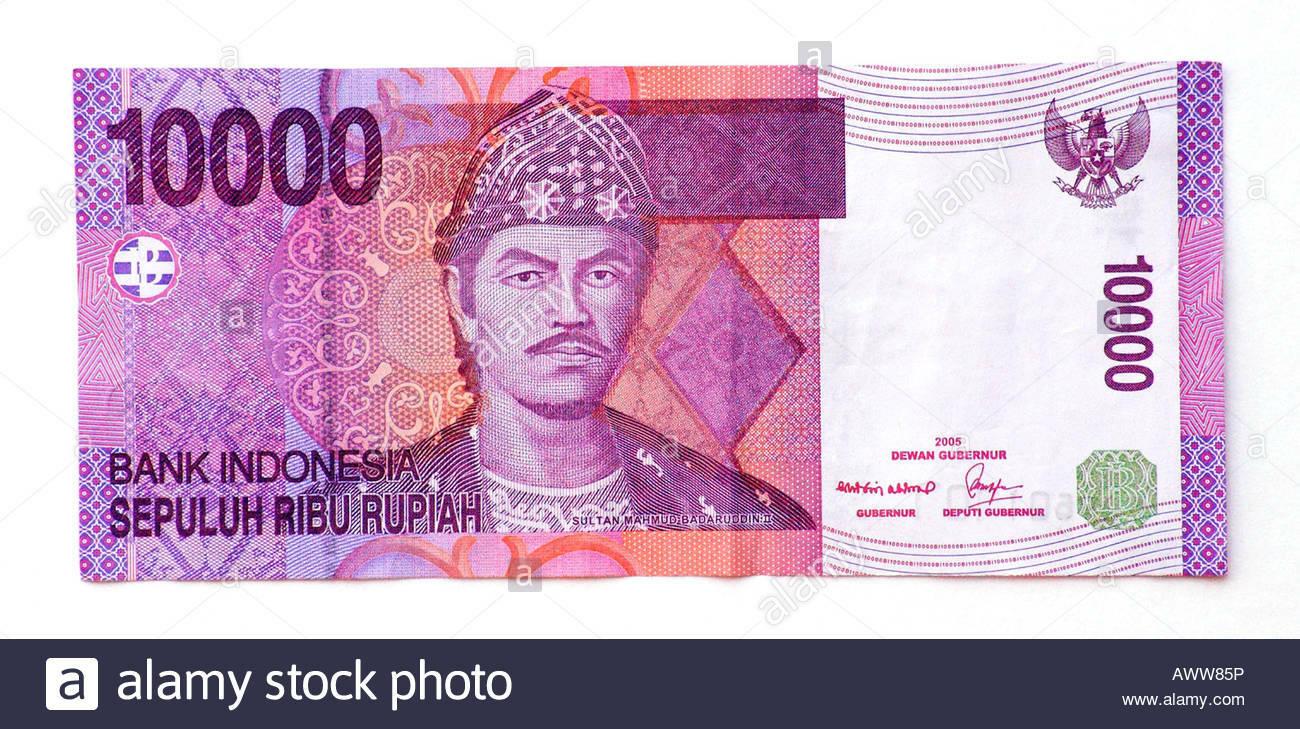 10000
10000
BANK INDONESIA
SEPULUH RIBU RUPIAH
SULTAN MAHMUD BADARUDDIN II
2005
DEWAN GUBERNUR
GUBERNUR DEPUTI GUBERNUR
a alamy stock photo
AWW85P
www.alamy.com